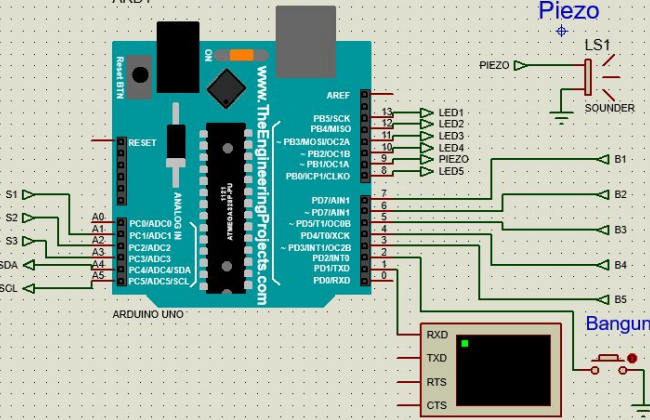 ARD1
Piezo
LS1
PIEZO
SOUNDER
Reset BTN
ON
www.TheEngineeringProjects.com
AREF
13
PB5/SCK
LED1
12
PB4/MISO
LED2
11
~ PB3/MOSI/OC2A
LED3
10
~ PB2/OC1B
LED4
9
~ PB1/OC1A
PIEZO
8
PB0/ICP1/CLKO
LED5
RESET
ANALOG IN
ATMEGA328P-PU
1121
7
PD7/AIN1
B1
6
~ PD7/AIN1
B2
5
~ PD5/T1/OC0B
B3
4
PD4/T0/XCK
B4
3
~ PD3/INT1/OC2B
B5
2
PD2/INT0
1
PD1/TXD
0
PD0/RXD
S1
S2
S3
SDA
SCL
A0
PC0/ADC0
A1
PC1/ADC1
A2
PC2/ADC2
A3
PC3/ADC3
A4
PC4/ADC4/SDA
A5
PC5/ADC5/SCL
ARDUINO UNO
Bangun
RXD
TXD
RTS
CTS